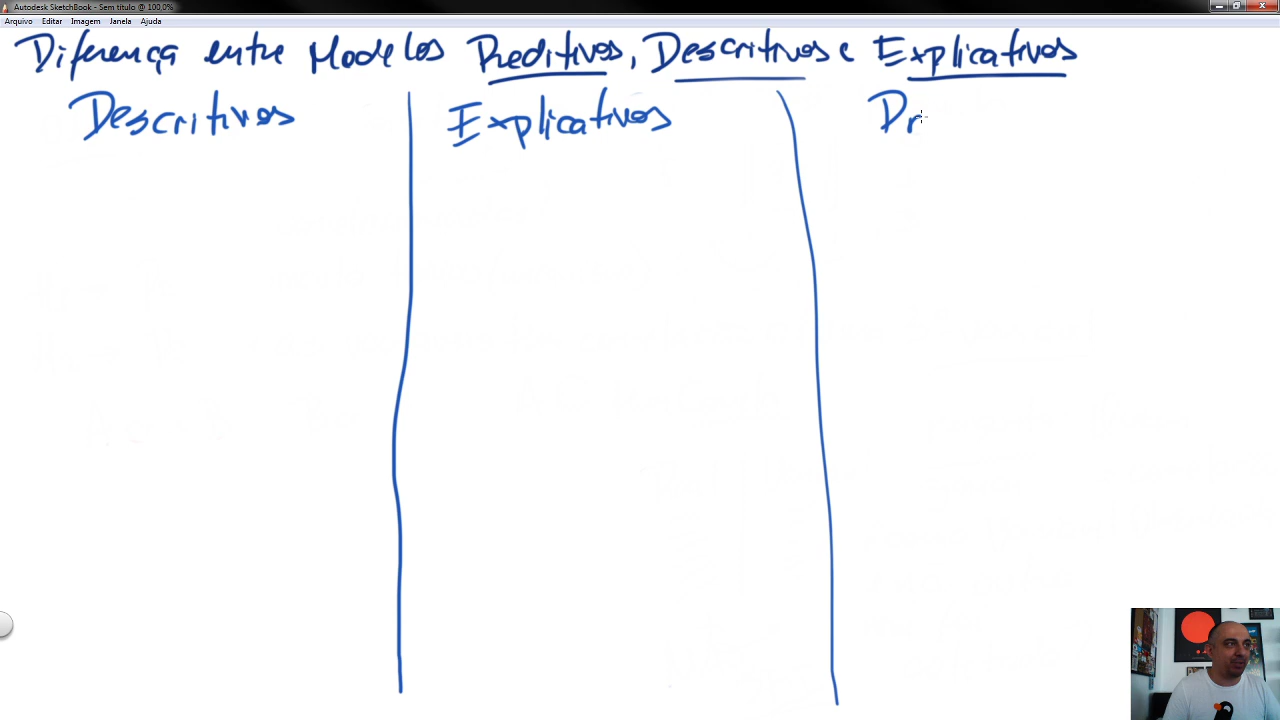 Autodesk SketchBook - Sem título @ 100,0%
Arquivo Editar Imagem Janela Ajuda
Diferença entre Modelos Preditivos, Descritivos e Explicativos
Descritivos Explicativos Pr